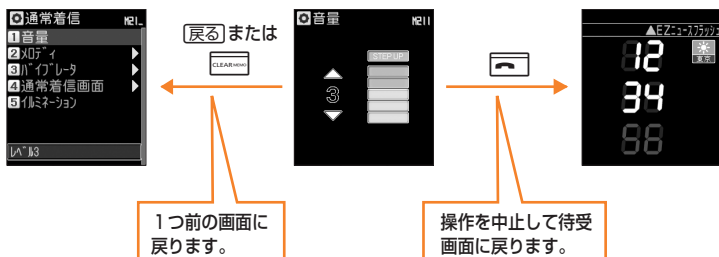 通常着信
1音量
2ﾒﾛﾃﾞｨ
3ﾊﾞｲﾌﾞﾚｰﾀ
4通常着信画面
5ｲﾙﾐﾈｰｼｮﾝ
ﾚﾍﾞﾙ3
戻るまたは
CLEAR MEMO
1つ前の画面に
戻ります。
音量
STEP UP
3
操作を中止して待受
画面に戻ります。
▲EZﾆｭｰｽﾌﾗｯｼｭ
東京
12
34